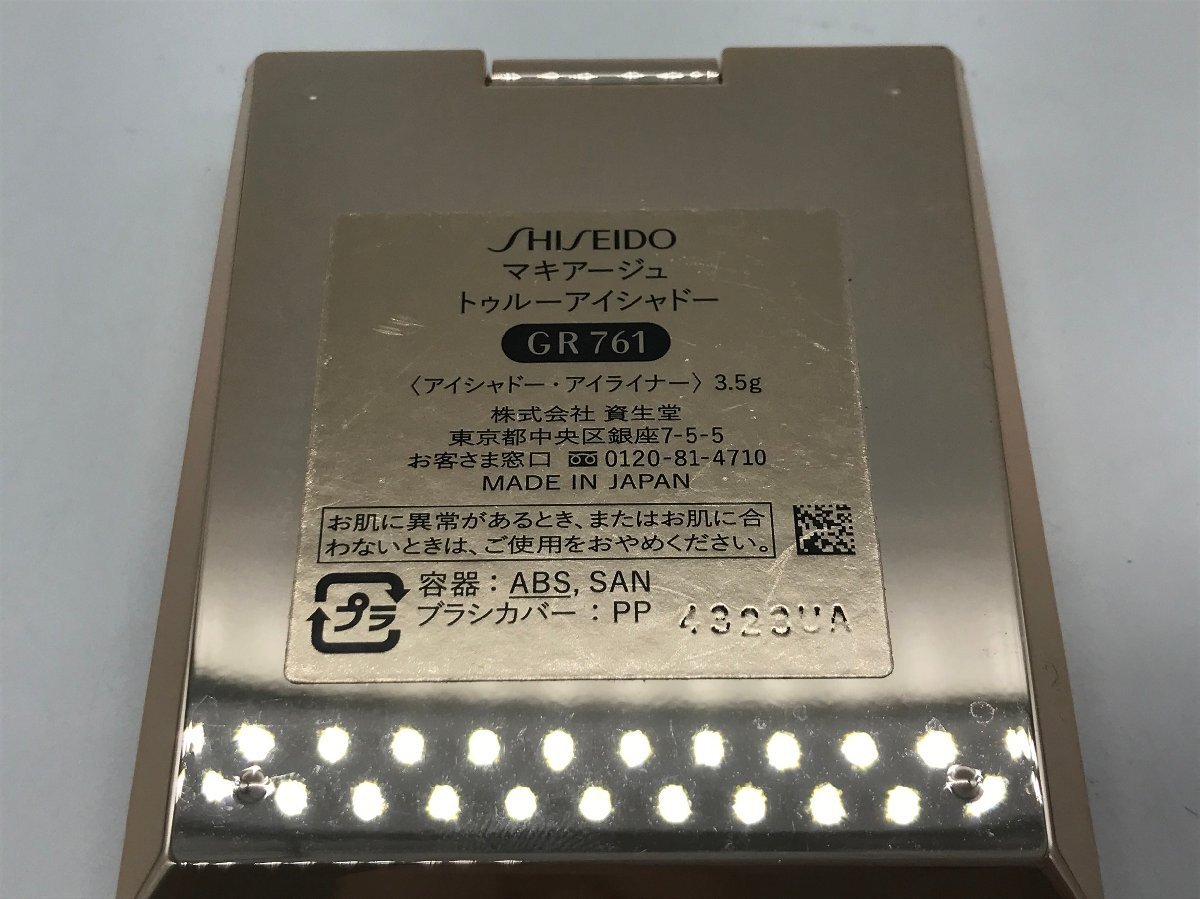 SHISEIDO
マキアージュ
トゥルーアイシャドー
GR 761
〈アイシャドー・アイライナー〉 3.5g
株式会社 資生堂
東京都中央区銀座7-5-5
お客さま窓口 0120-81-4710
MADE IN JAPAN
お肌に異常があるとき、またはお肌に合
わないときは、ご使用をおやめください。
プラ
容器：ABS, SAN
ブラシカバー：PP
4323UA